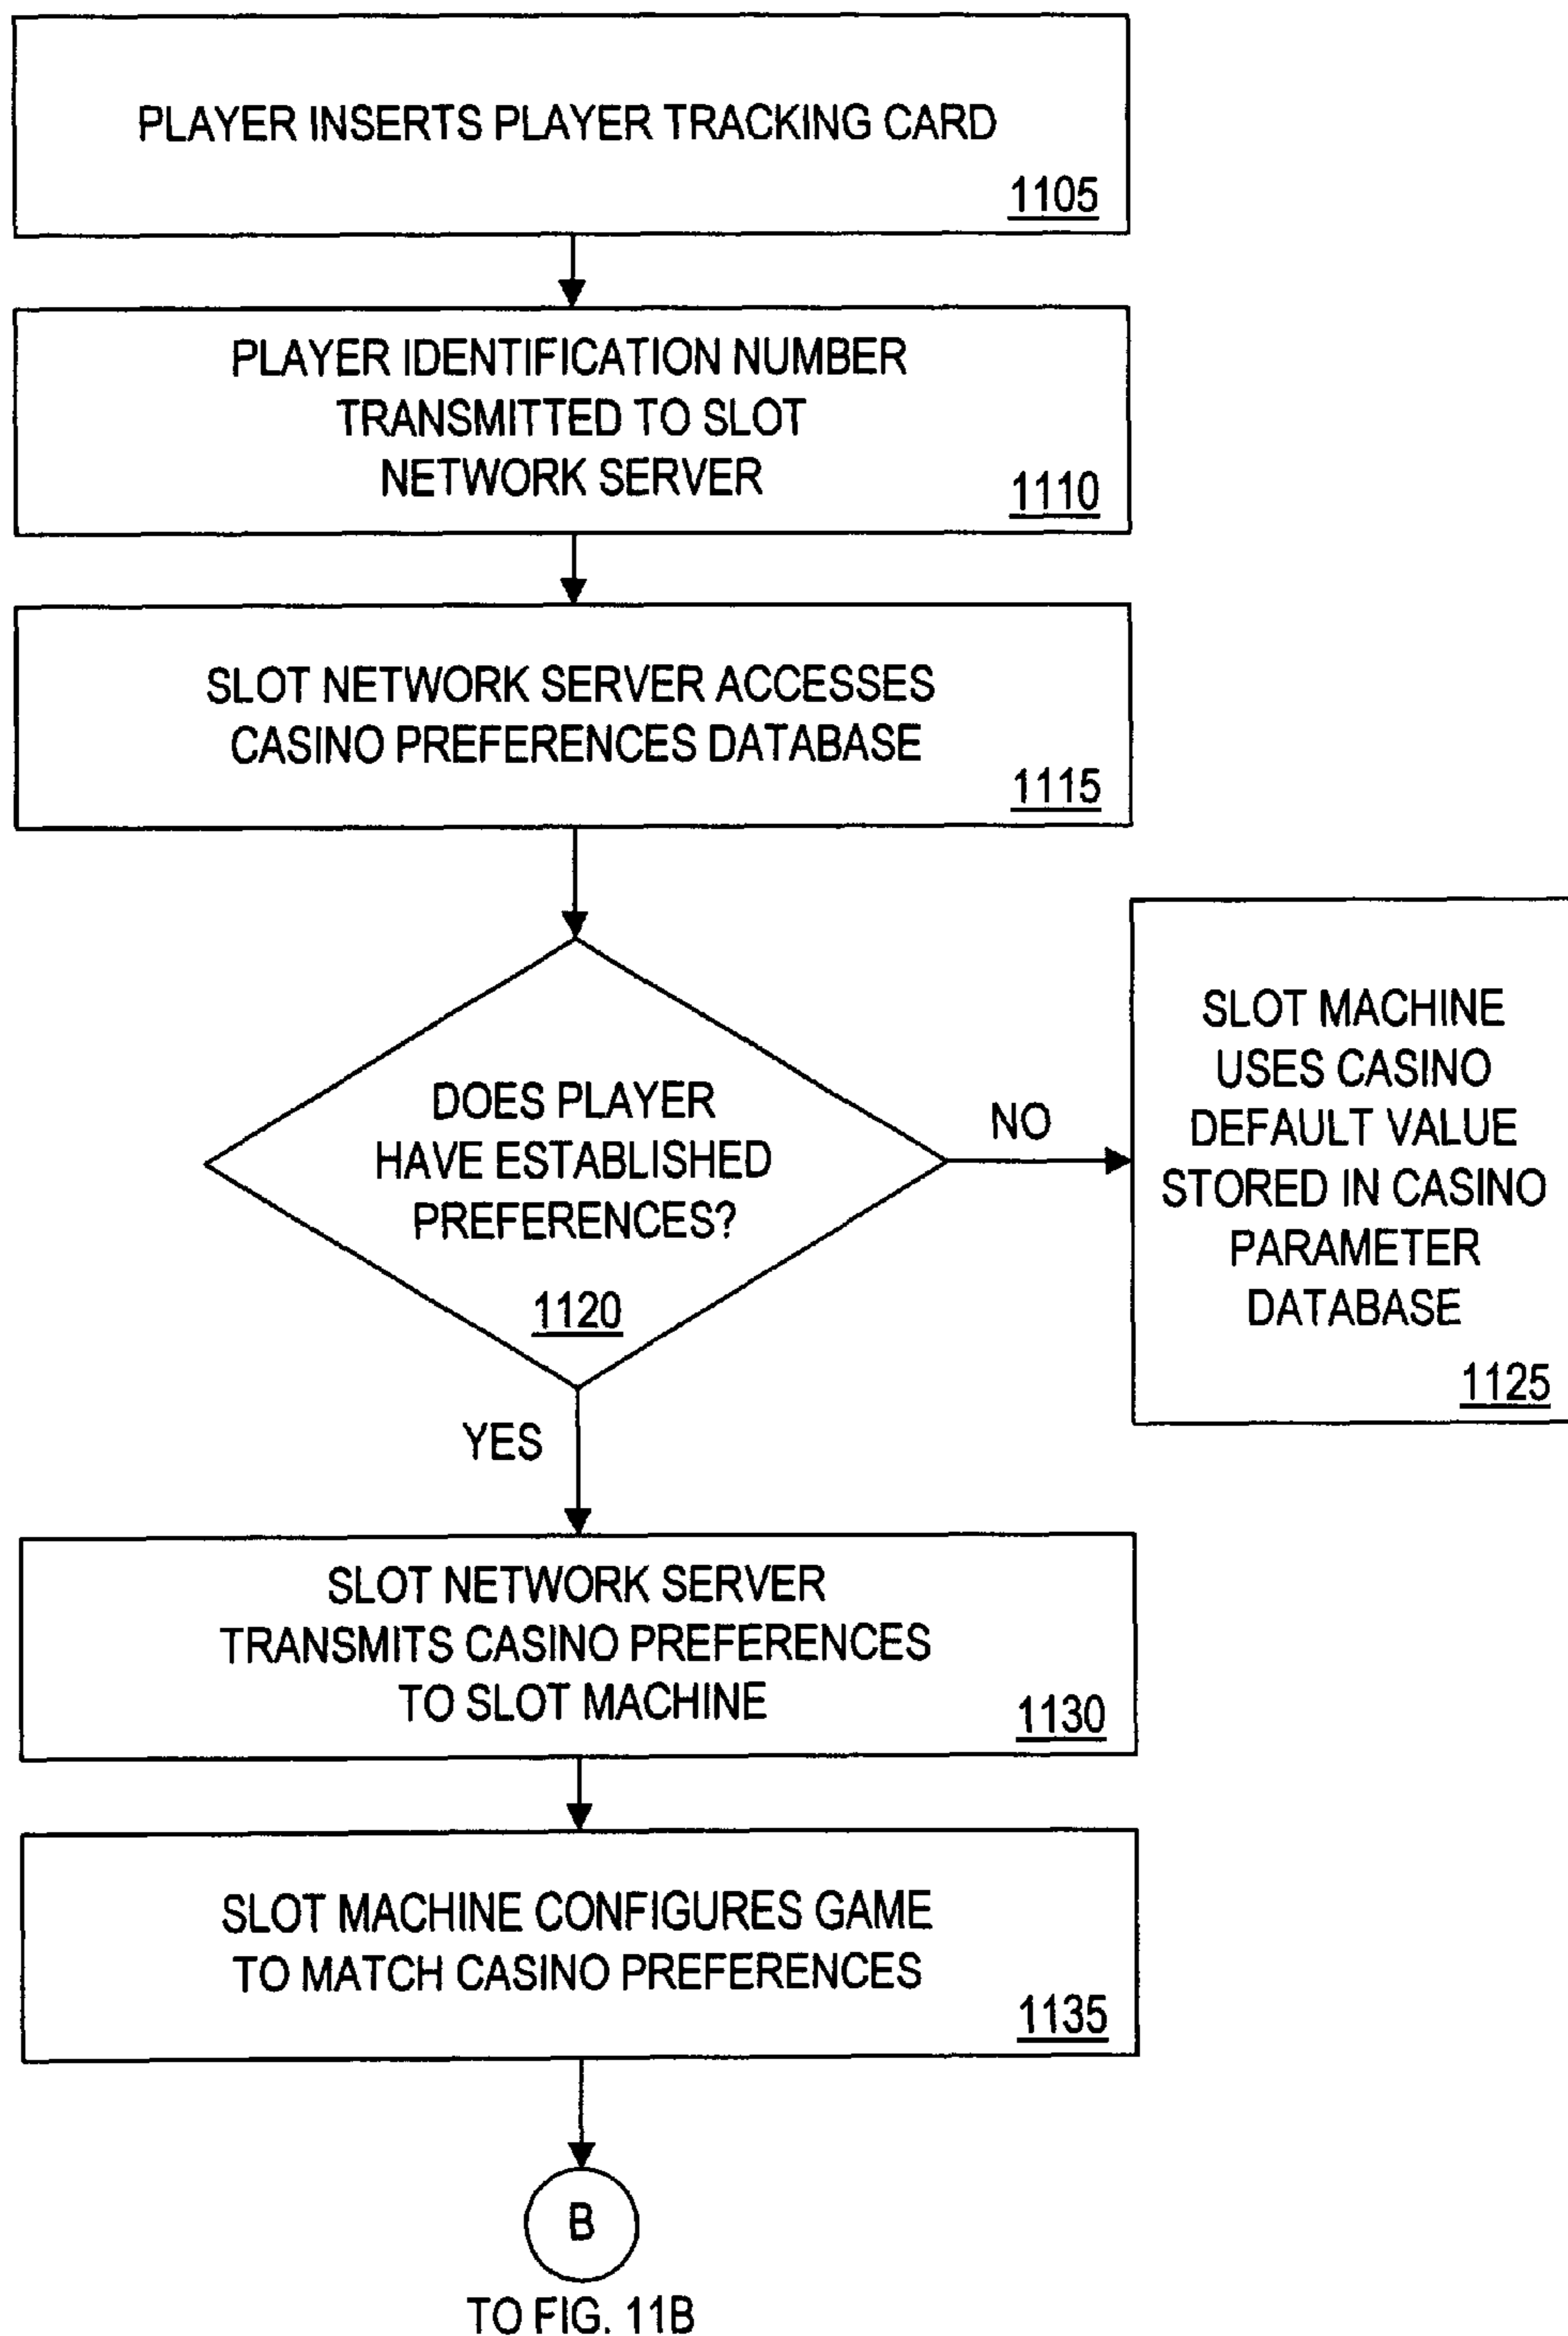 PLAYER INSERTS PLAYER TRACKING CARD
1105
PLAYER IDENTIFICATION NUMBER
TRANSMITTED TO SLOT
NETWORK SERVER
1110
SLOT NETWORK SERVER ACCESSES
CASINO PREFERENCES DATABASE
1115
DOES PLAYER
HAVE ESTABLISHED
PREFERENCES?
1120
NO
SLOT MACHINE
USES CASINO
DEFAULT VALUE
STORED IN CASINO
PARAMETER
DATABASE
1125
YES
SLOT NETWORK SERVER
TRANSMITS CASINO PREFERENCES
TO SLOT MACHINE
1130
SLOT MACHINE CONFIGURES GAME
TO MATCH CASINO PREFERENCES
1135
B
TO FIG. 11B